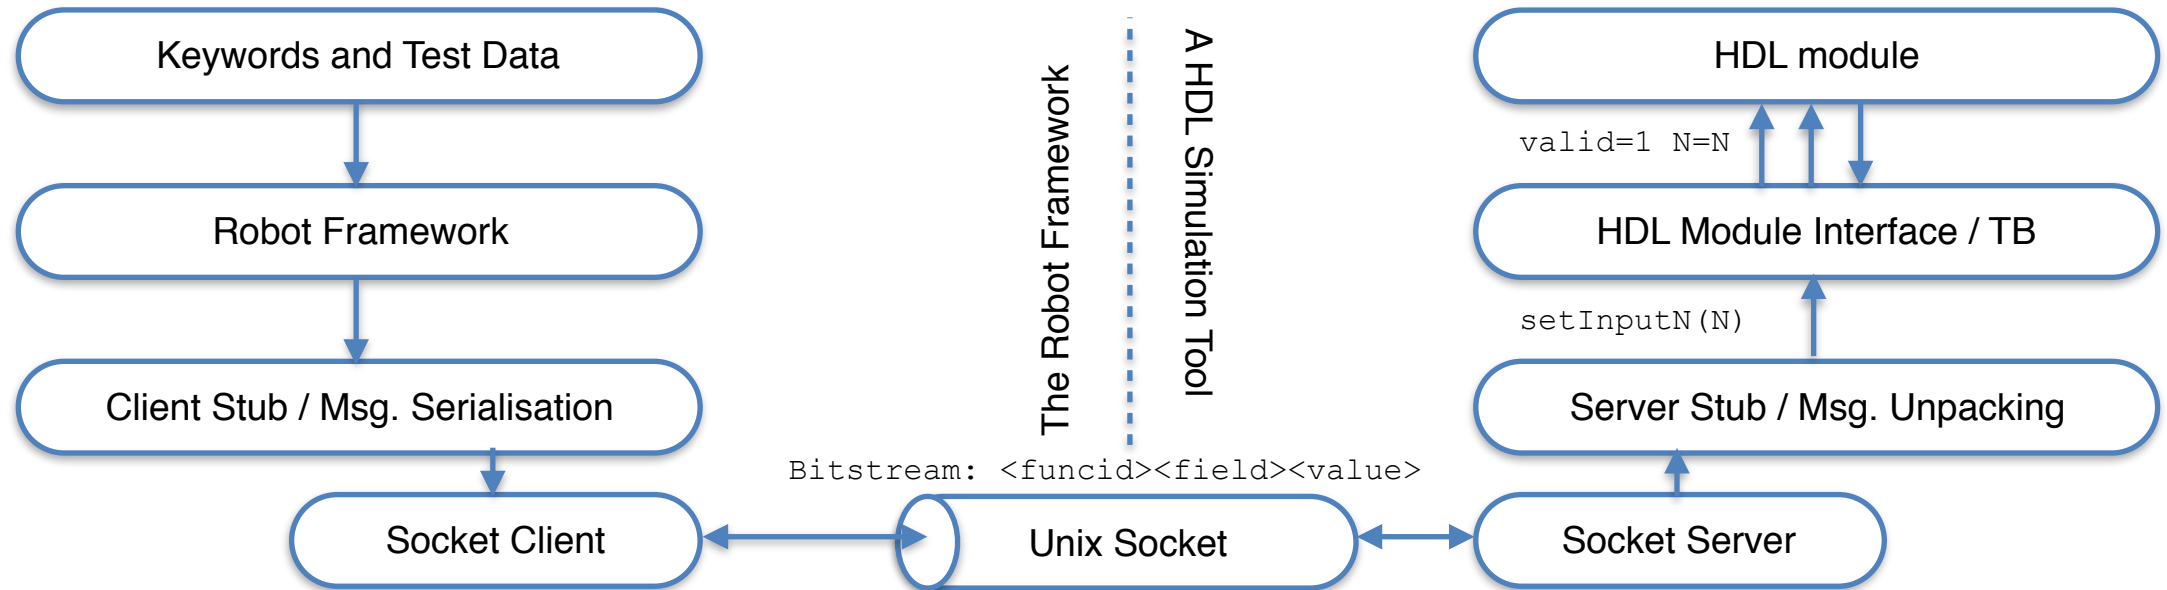 Keywords and Test Data
Robot Framework
Client Stub / Msg. Serialisation
Socket Client
The Robot Framework
A HDL Simulation Tool
Bitstream: <funcid><field><value>
Unix Socket
HDL module
valid=1 N=N
HDL Module Interface / TB
setInputN(N)
Server Stub / Msg. Unpacking
Socket Server